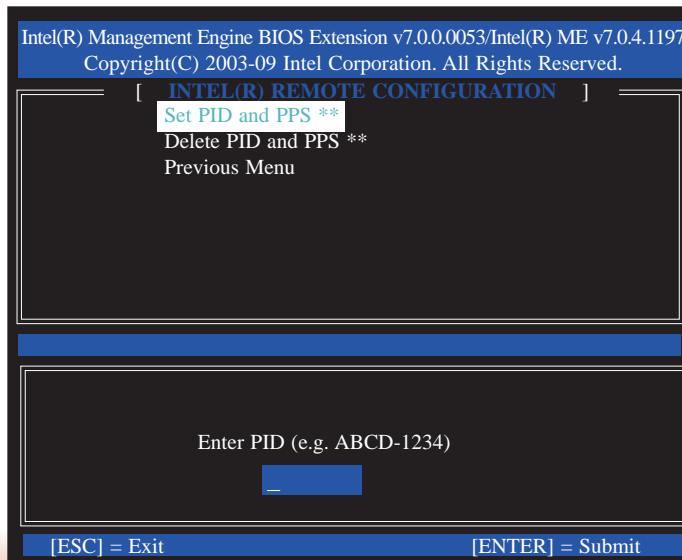 Intel(R) Management Engine BIOS Extension v7.0.0.0053/Intel(R) ME v7.0.4.1197
Copyright(C) 2003-09 Intel Corporation. All Rights Reserved.
[ INTEL(R) REMOTE CONFIGURATION ]
Set PID and PPS **
Delete PID and PPS **
Previous Menu
Enter PID (e.g. ABCD-1234)
_
[ESC] = Exit [ENTER] = Submit